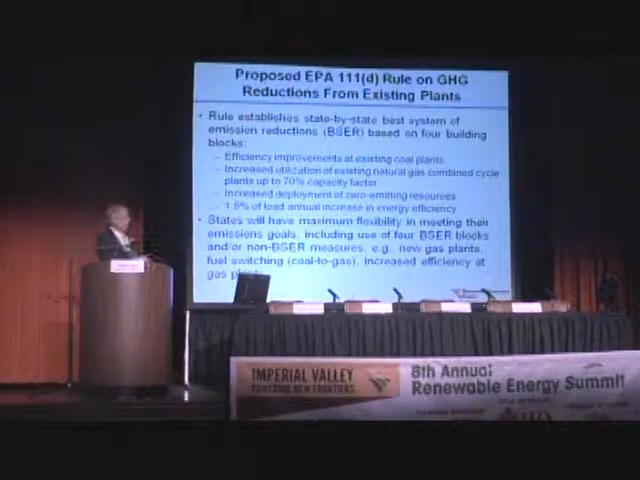 Proposed EPA 111(d) Rule on GHG
Reductions From Existing Plants
• Rule establishes state-by-state best system of
emission reductions (BSER) based on four building
blocks:
– Efficiency improvements at existing coal plants
– Increased utilization of existing natural gas combined cycle
plants up to 70% capacity factor
– Increased deployment of zero-emitting resources
– 1.5% of load annual increase in energy efficiency
• States will have maximum flexibility in meeting their
emissions goals, including use of four BSER blocks
and/or non-BSER measures, e.g., new gas plants,
fuel switching (coal-to-gas), increased efficiency at
gas plants
IMPERIAL VALLEY
NEW FRONTIERS
8th Annual
Renewable Energy Summit